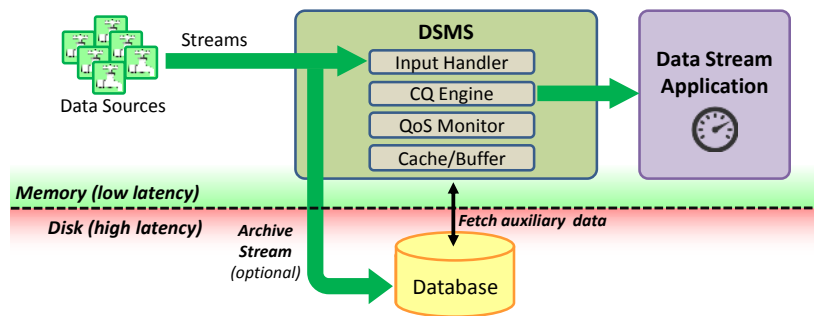 Streams
Data Sources
DSMS
Input Handler
CQ Engine
QoS Monitor
Cache/Buffer
Data Stream
Application
Memory (low latency)
Disk (high latency)
Archive
Stream
(optional)
Fetch auxiliary data
Database